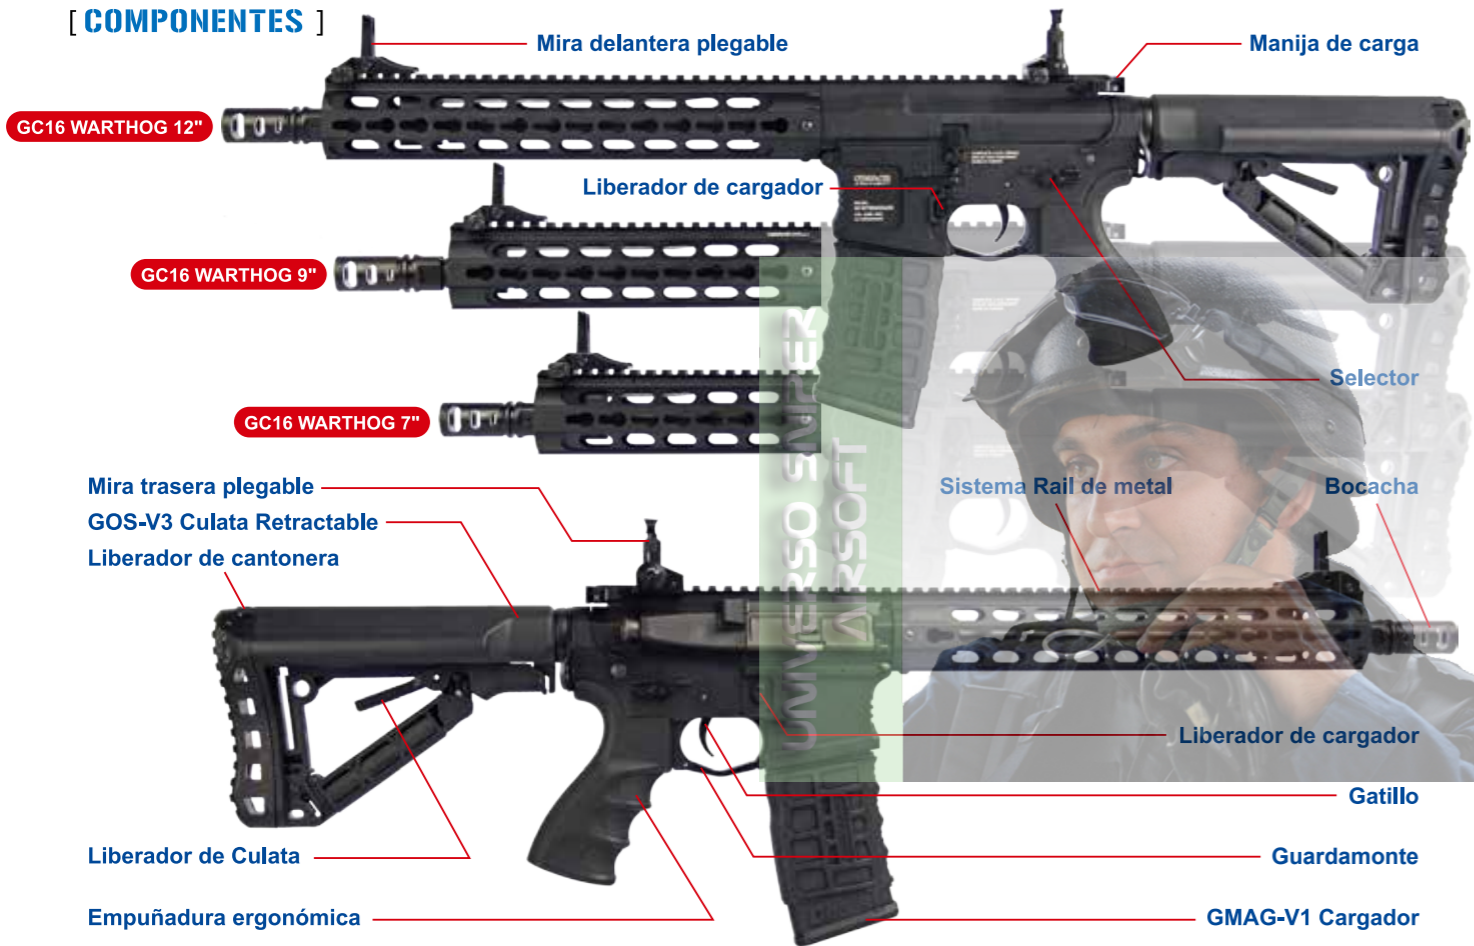 [ COMPONENTES ]
Mira delantera plegable
Manija de carga
GC16 WARTHOG 12"
Liberador de cargador
GC16 WARTHOG 9"
Selector
GC16 WARTHOG 7"
Mira trasera plegable
Sistema Rail de metal
Bocacha
GOS-V3 Culata Retractable
Liberador de cantonera
UNIVERSO SNIPER
AIRSOFT
Liberador de cargador
Gatillo
Liberador de Culata
Guardamonte
Empuñadura ergonómica
GMAG-V1 Cargador